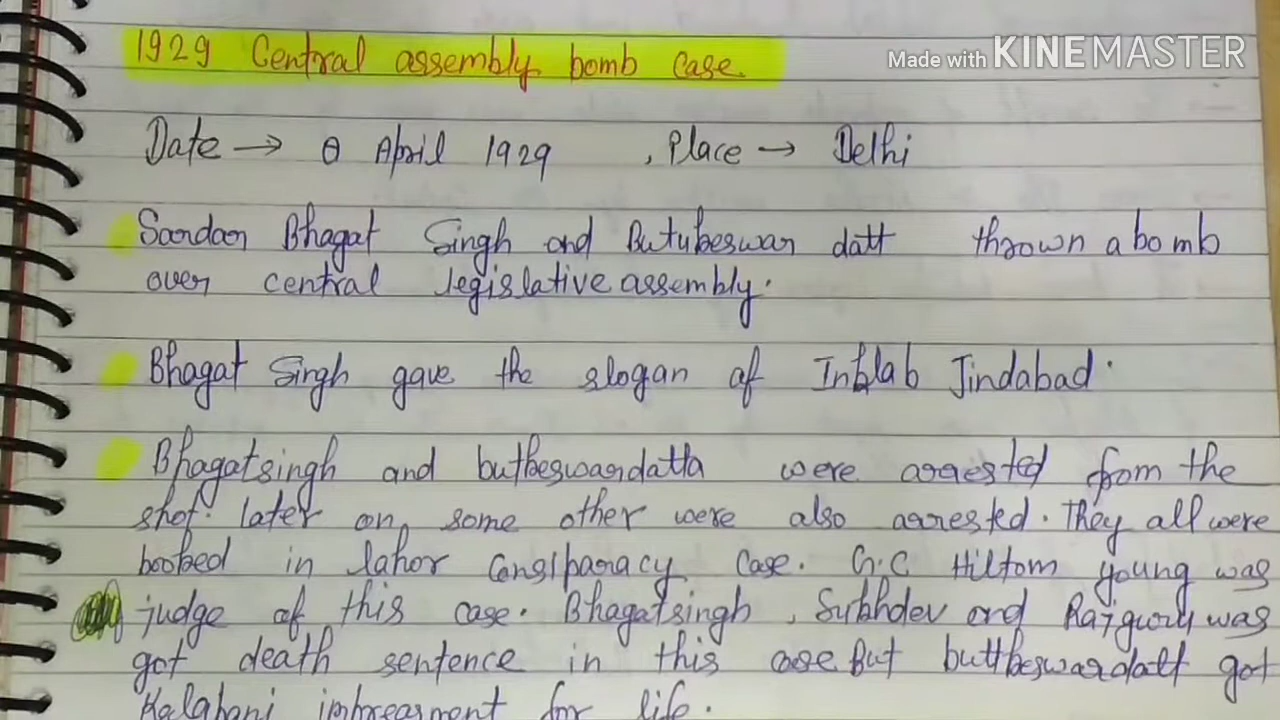 1929 Central assembly bomb case.
Made with KINEMASTER
Date → 8 April 1929 , Place → Delhi
Sardar Bhagat Singh and Butukeswar datt thrown a bomb
over central legislative assembly.
Bhagat Singh gave the slogan of Inklab Jindabad.
Bhagatsingh and butkeswardatta were arrested from the
shot. later on, some other were also arrested. They all were
booked in lahor Conspiparacy Case. G.C Hiltom young was
judge of this case. Bhagatsingh, Sukhdev and Rajguru was
got death sentence in this case But buttkeswardatt got
Kalapani for life.